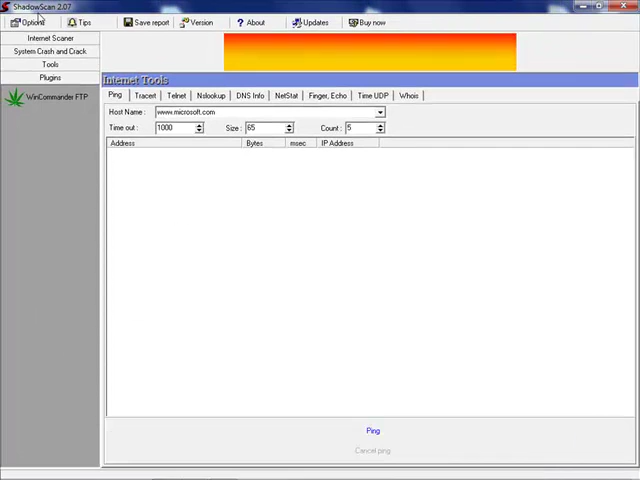 ShadowScan 2.07
Options Tips Save report Version ? About Updates Buy now
Internet Scaner
System Crash and Crack
Tools
Plugins
WinCommander FTP
Internet Tools
Ping Tracert Telnet Nslookup DNS Info NetStat Finger, Echo Time UDP Whois
Host Name : www.microsoft.com
Time out : 1000 Size : 65 Count : 5
Address Bytes msec IP Address
Ping
Cancel ping